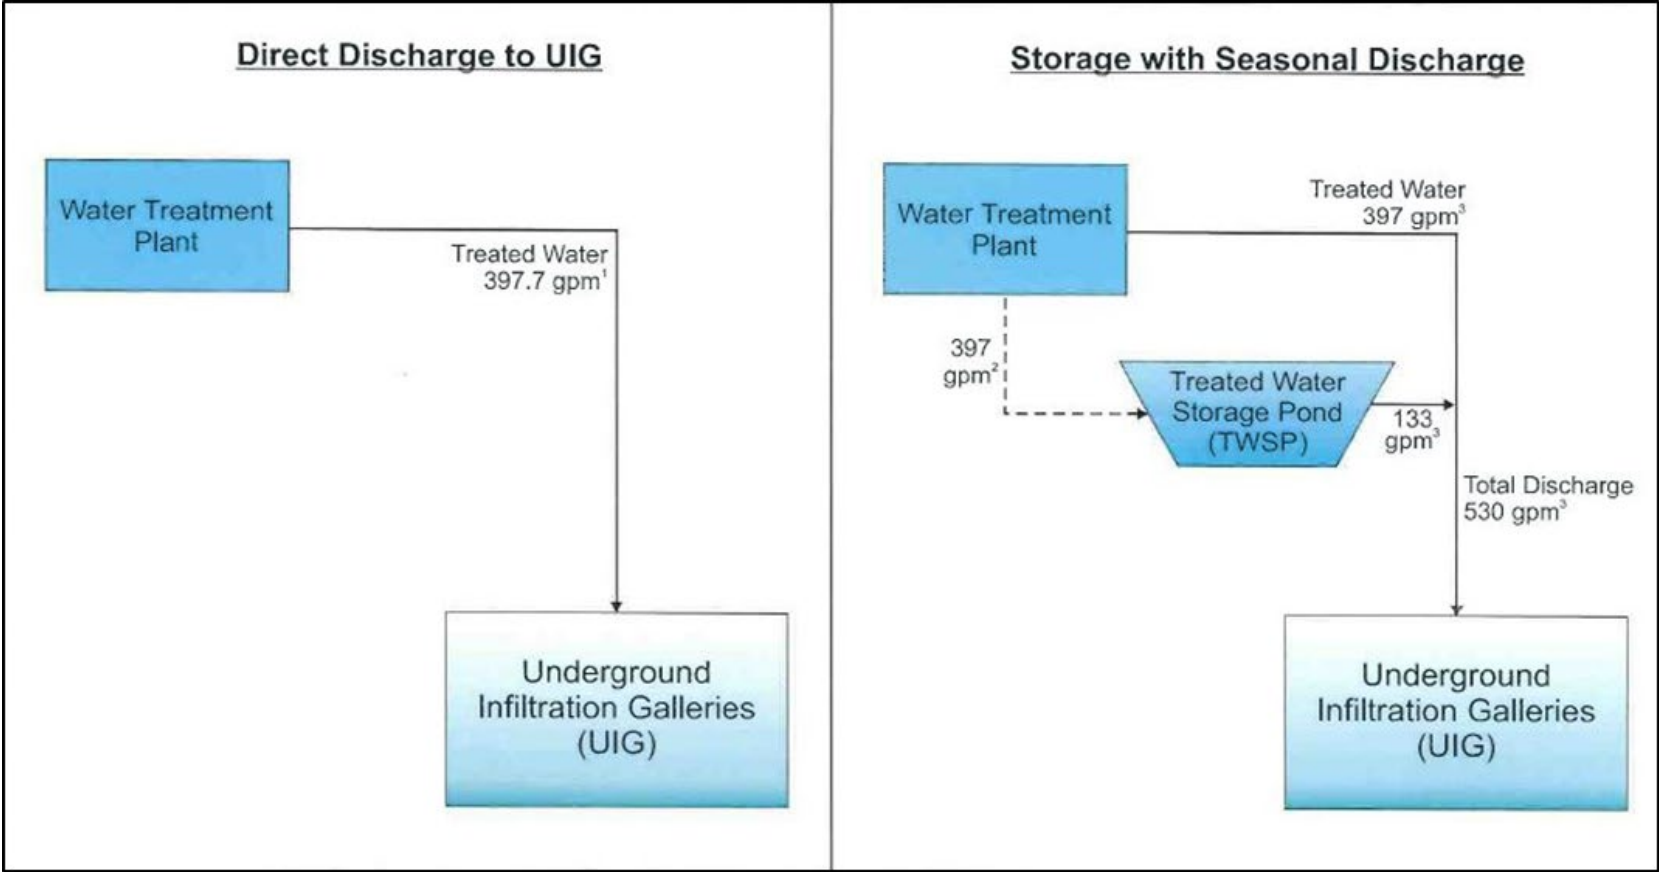 Direct Discharge to UIG
Water Treatment
Plant
Treated Water
397.7 gpm¹
Underground
Infiltration Galleries
(UIG)
Storage with Seasonal Discharge
Water Treatment
Plant
Treated Water
397 gpm³
397
gpm²
Treated Water
Storage Pond
(TWSP)
133
gpm³
Total Discharge
530 gpm³
Underground
Infiltration Galleries
(UIG)